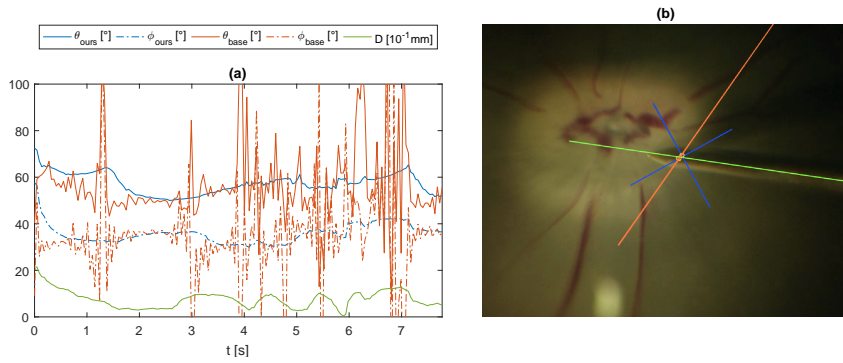 θours [°] ϕours [°] θbase [°] ϕbase [°] D [10-1mm]
(a)
(b)
100
80
60
40
20
0
0 1 2 3 4 5 6 7
t [s]